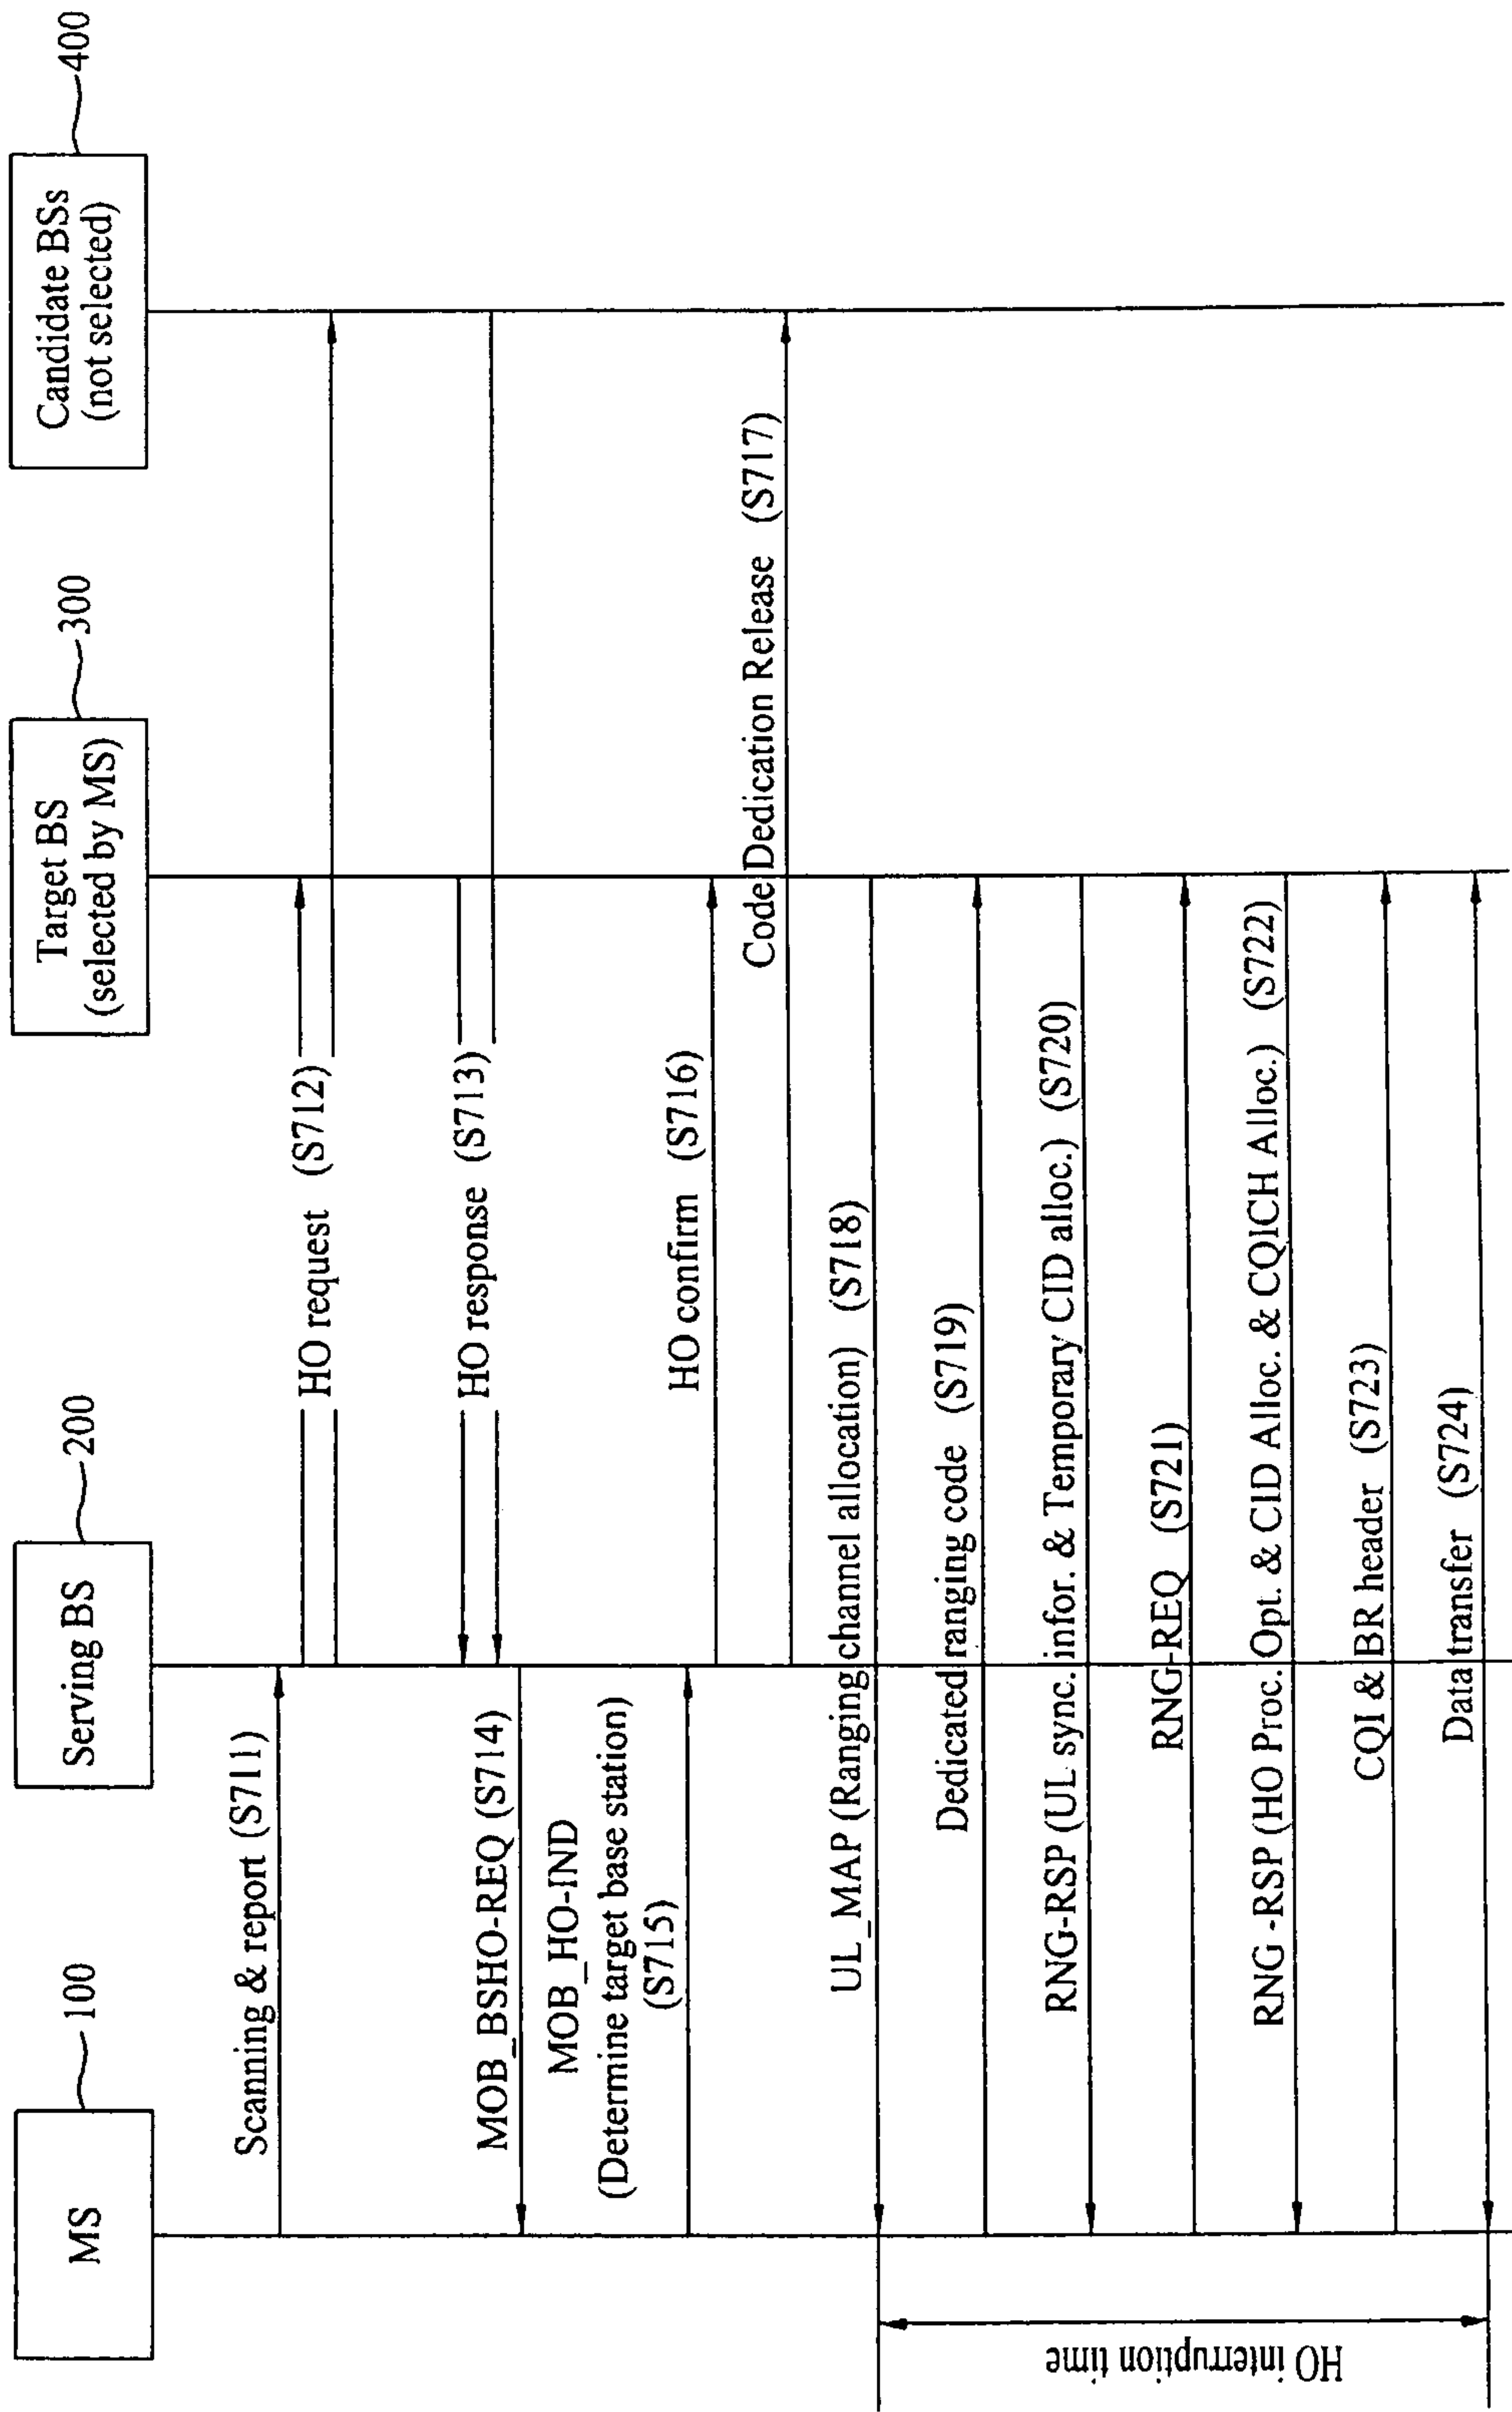 MS
100
Serving BS
200
Target BS
(selected by MS)
300
Candidate BSs
(not selected)
400
Scanning & report (S711)
HO request (S712)
HO response (S713)
MOB_BSHO-REQ (S714)
MOB_HO-IND
(Determine target base station)
(S715)
HO confirm (S716)
Code Dedication Release (S717)
UL_MAP (Ranging channel allocation) (S718)
Dedicated ranging code (S719)
RNG-RSP (UL sync. infor. & Temporary CID alloc.) (S720)
RNG-REQ (S721)
RNG -RSP (HO Proc. Opt. & CID Alloc. & CQICH Alloc.) (S722)
CQI & BR header (S723)
Data transfer (S724)
HO interruption time